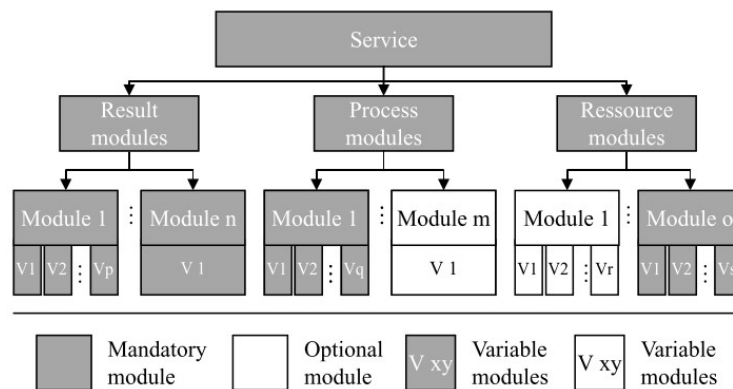 Service
Result modules
Process modules
Ressource modules
Module 1
⋮
Module n
Module 1
⋮
Module m
Module 1
⋮
Module o
V1 V2 ⋮ Vp
V 1
V1 V2 ⋮ Vq
V 1
V1 V2 ⋮ Vr
V1 V2 ⋮ Vs
Mandatory module
Optional module
V xy
Variable modules
V xy
Variable modules